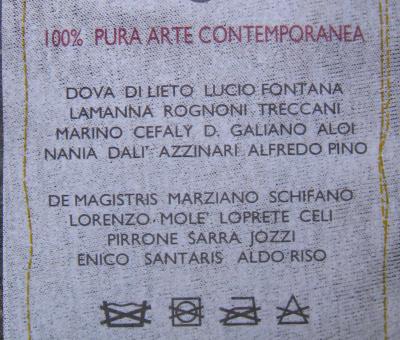 100% PURA ARTE CONTEMPORANEA
DOVA DI LIETO LUCIO FONTANA
LAMANNA ROGNONI TRECCANI
MARINO CEFALY D. GALIANO ALOI
NANIA DALI' AZZINARI ALFREDO PINO
DE MAGISTRIS MARZIANO SCHIFANO
LORENZO MOLE' LOPRETE CELI
PIRRONE SARRA JOZZI
ENICO SANTARIS ALDO RISO